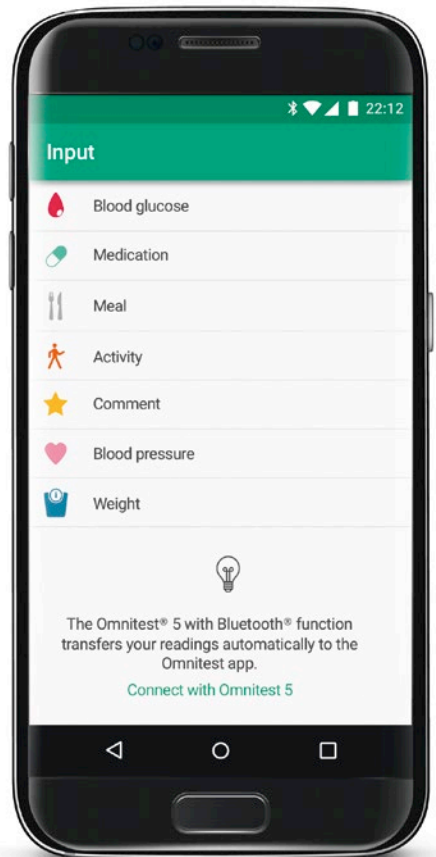 22:12
Input
Blood glucose
Medication
Meal
Activity
Comment
Blood pressure
Weight
The Omnitest® 5 with Bluetooth® function
transfers your readings automatically to the
Omnitest app.
Connect with Omnitest 5